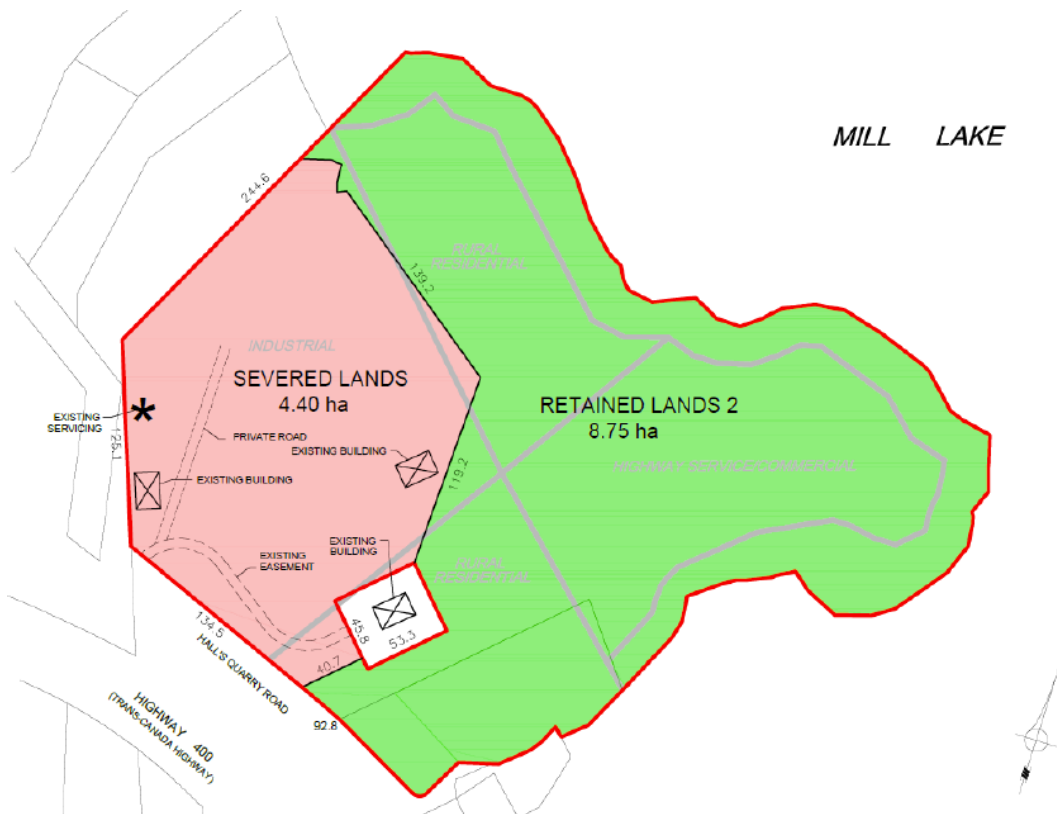 MILL LAKE
244.6
RURAL
RESIDENTIAL
139.2
INDUSTRIAL
SEVERED LANDS
4.40 ha
RETAINED LANDS 2
8.75 ha
EXISTING
SERVICING
*
125.1
PRIVATE ROAD
EXISTING BUILDING
EXISTING BUILDING
119.2
HIGHWAY SERVICE/COMMERCIAL
EXISTING
BUILDING
EXISTING
EASEMENT
RURAL
RESIDENTIAL
134.5
45.8
53.3
40.7
HALL'S QUARRY ROAD
92.8
HIGHWAY 400
(TRANS-CANADA HIGHWAY)